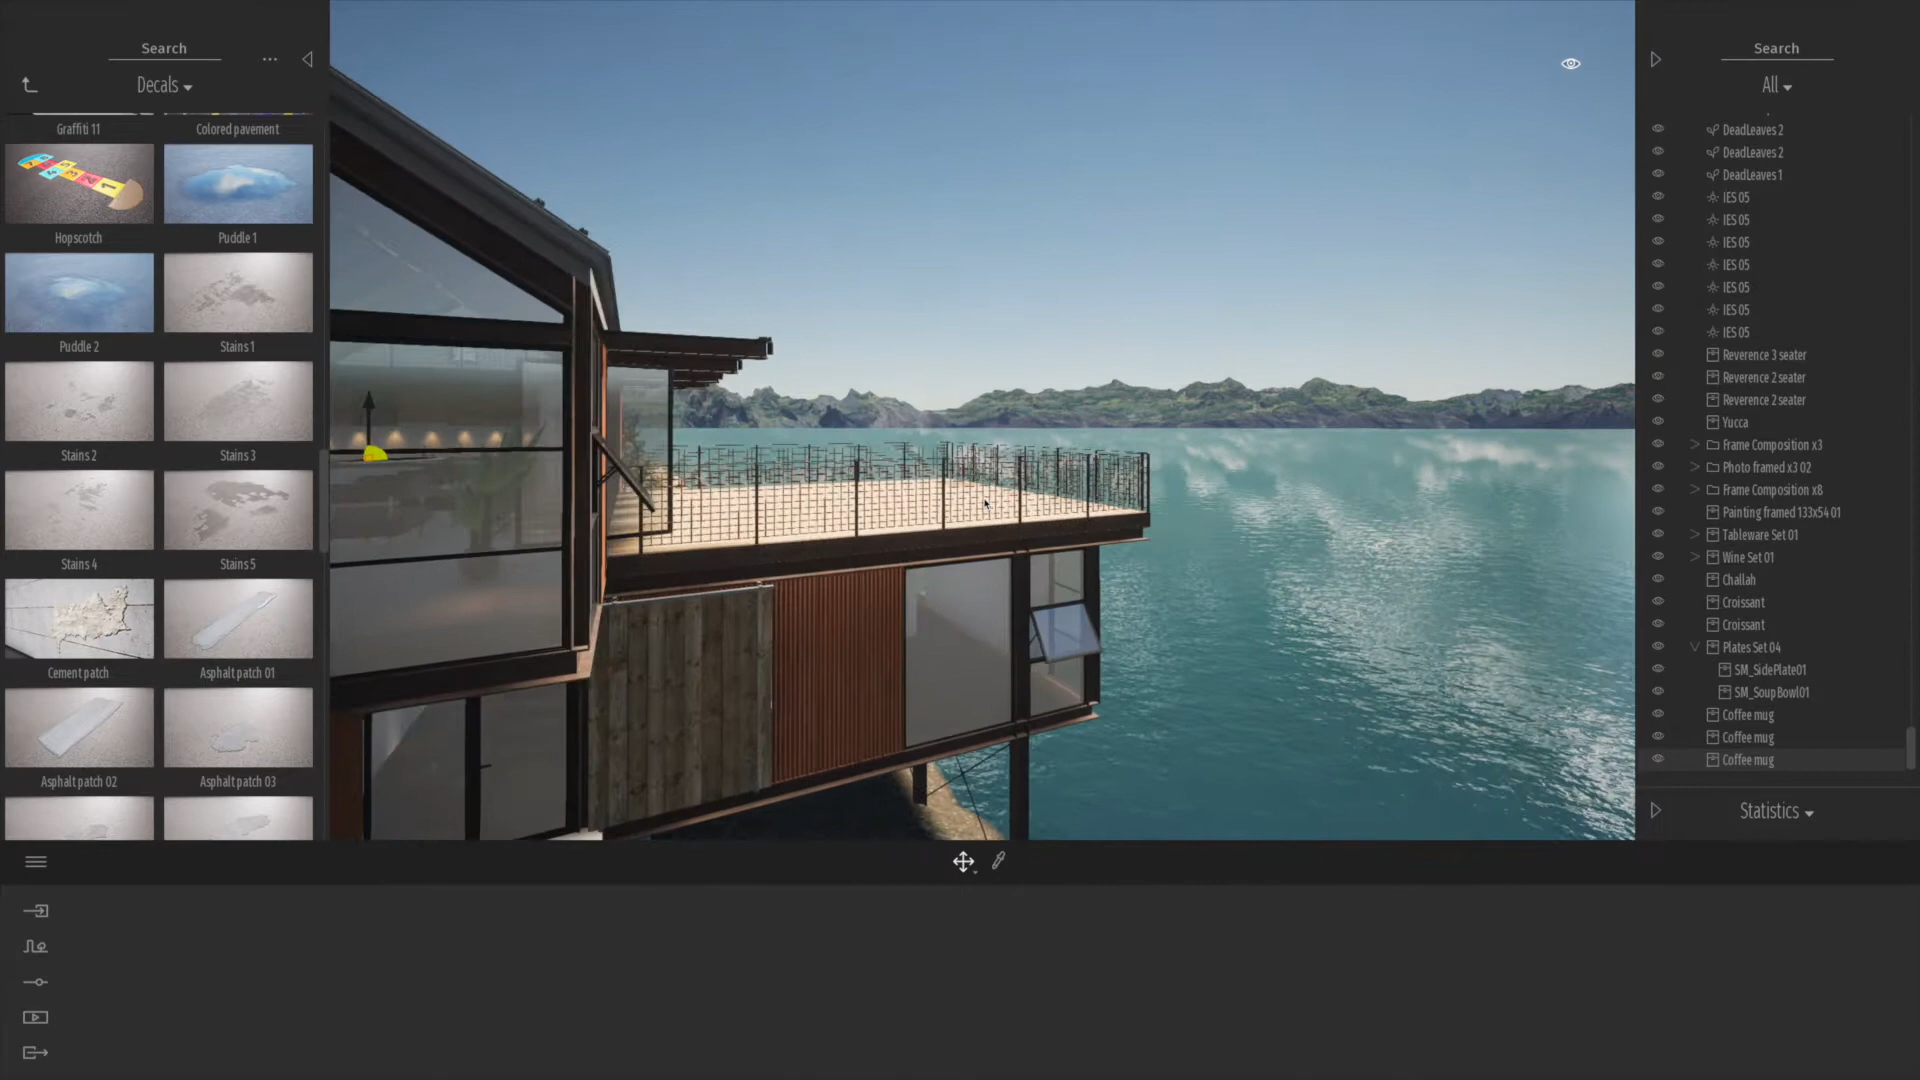 Search
...
Decals
Graffiti 11
Colored pavement
Hopscotch
Puddle 1
Puddle 2
Stains 1
Stains 2
Stains 3
Stains 4
Stains 5
Cement patch
Asphalt patch 01
Asphalt patch 02
Asphalt patch 03
Search
All
DeadLeaves 2
DeadLeaves 2
DeadLeaves 1
IES 05
IES 05
IES 05
IES 05
IES 05
IES 05
IES 05
Reverence 3 seater
Reverence 2 seater
Reverence 2 seater
Yucca
Frame Composition x3
Photo framed x3 02
Frame Composition x8
Painting framed 133x54 01
Tableware Set 01
Wine Set 01
Challah
Croissant
Croissant
Plates Set 04
SM_SidePlate01
SM_SoupBowl01
Coffee mug
Coffee mug
Coffee mug
Statistics